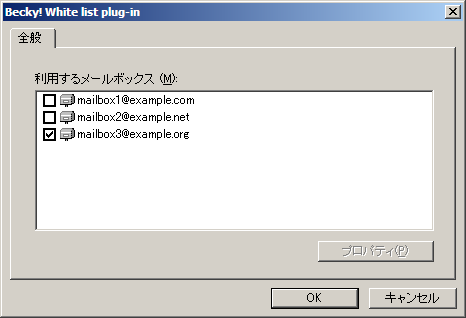 Becky! White list plug-in
全般
利用するメールボックス (M):
mailbox1@example.com
mailbox2@example.net
mailbox3@example.org
プロパティ(P)
OK
キャンセル